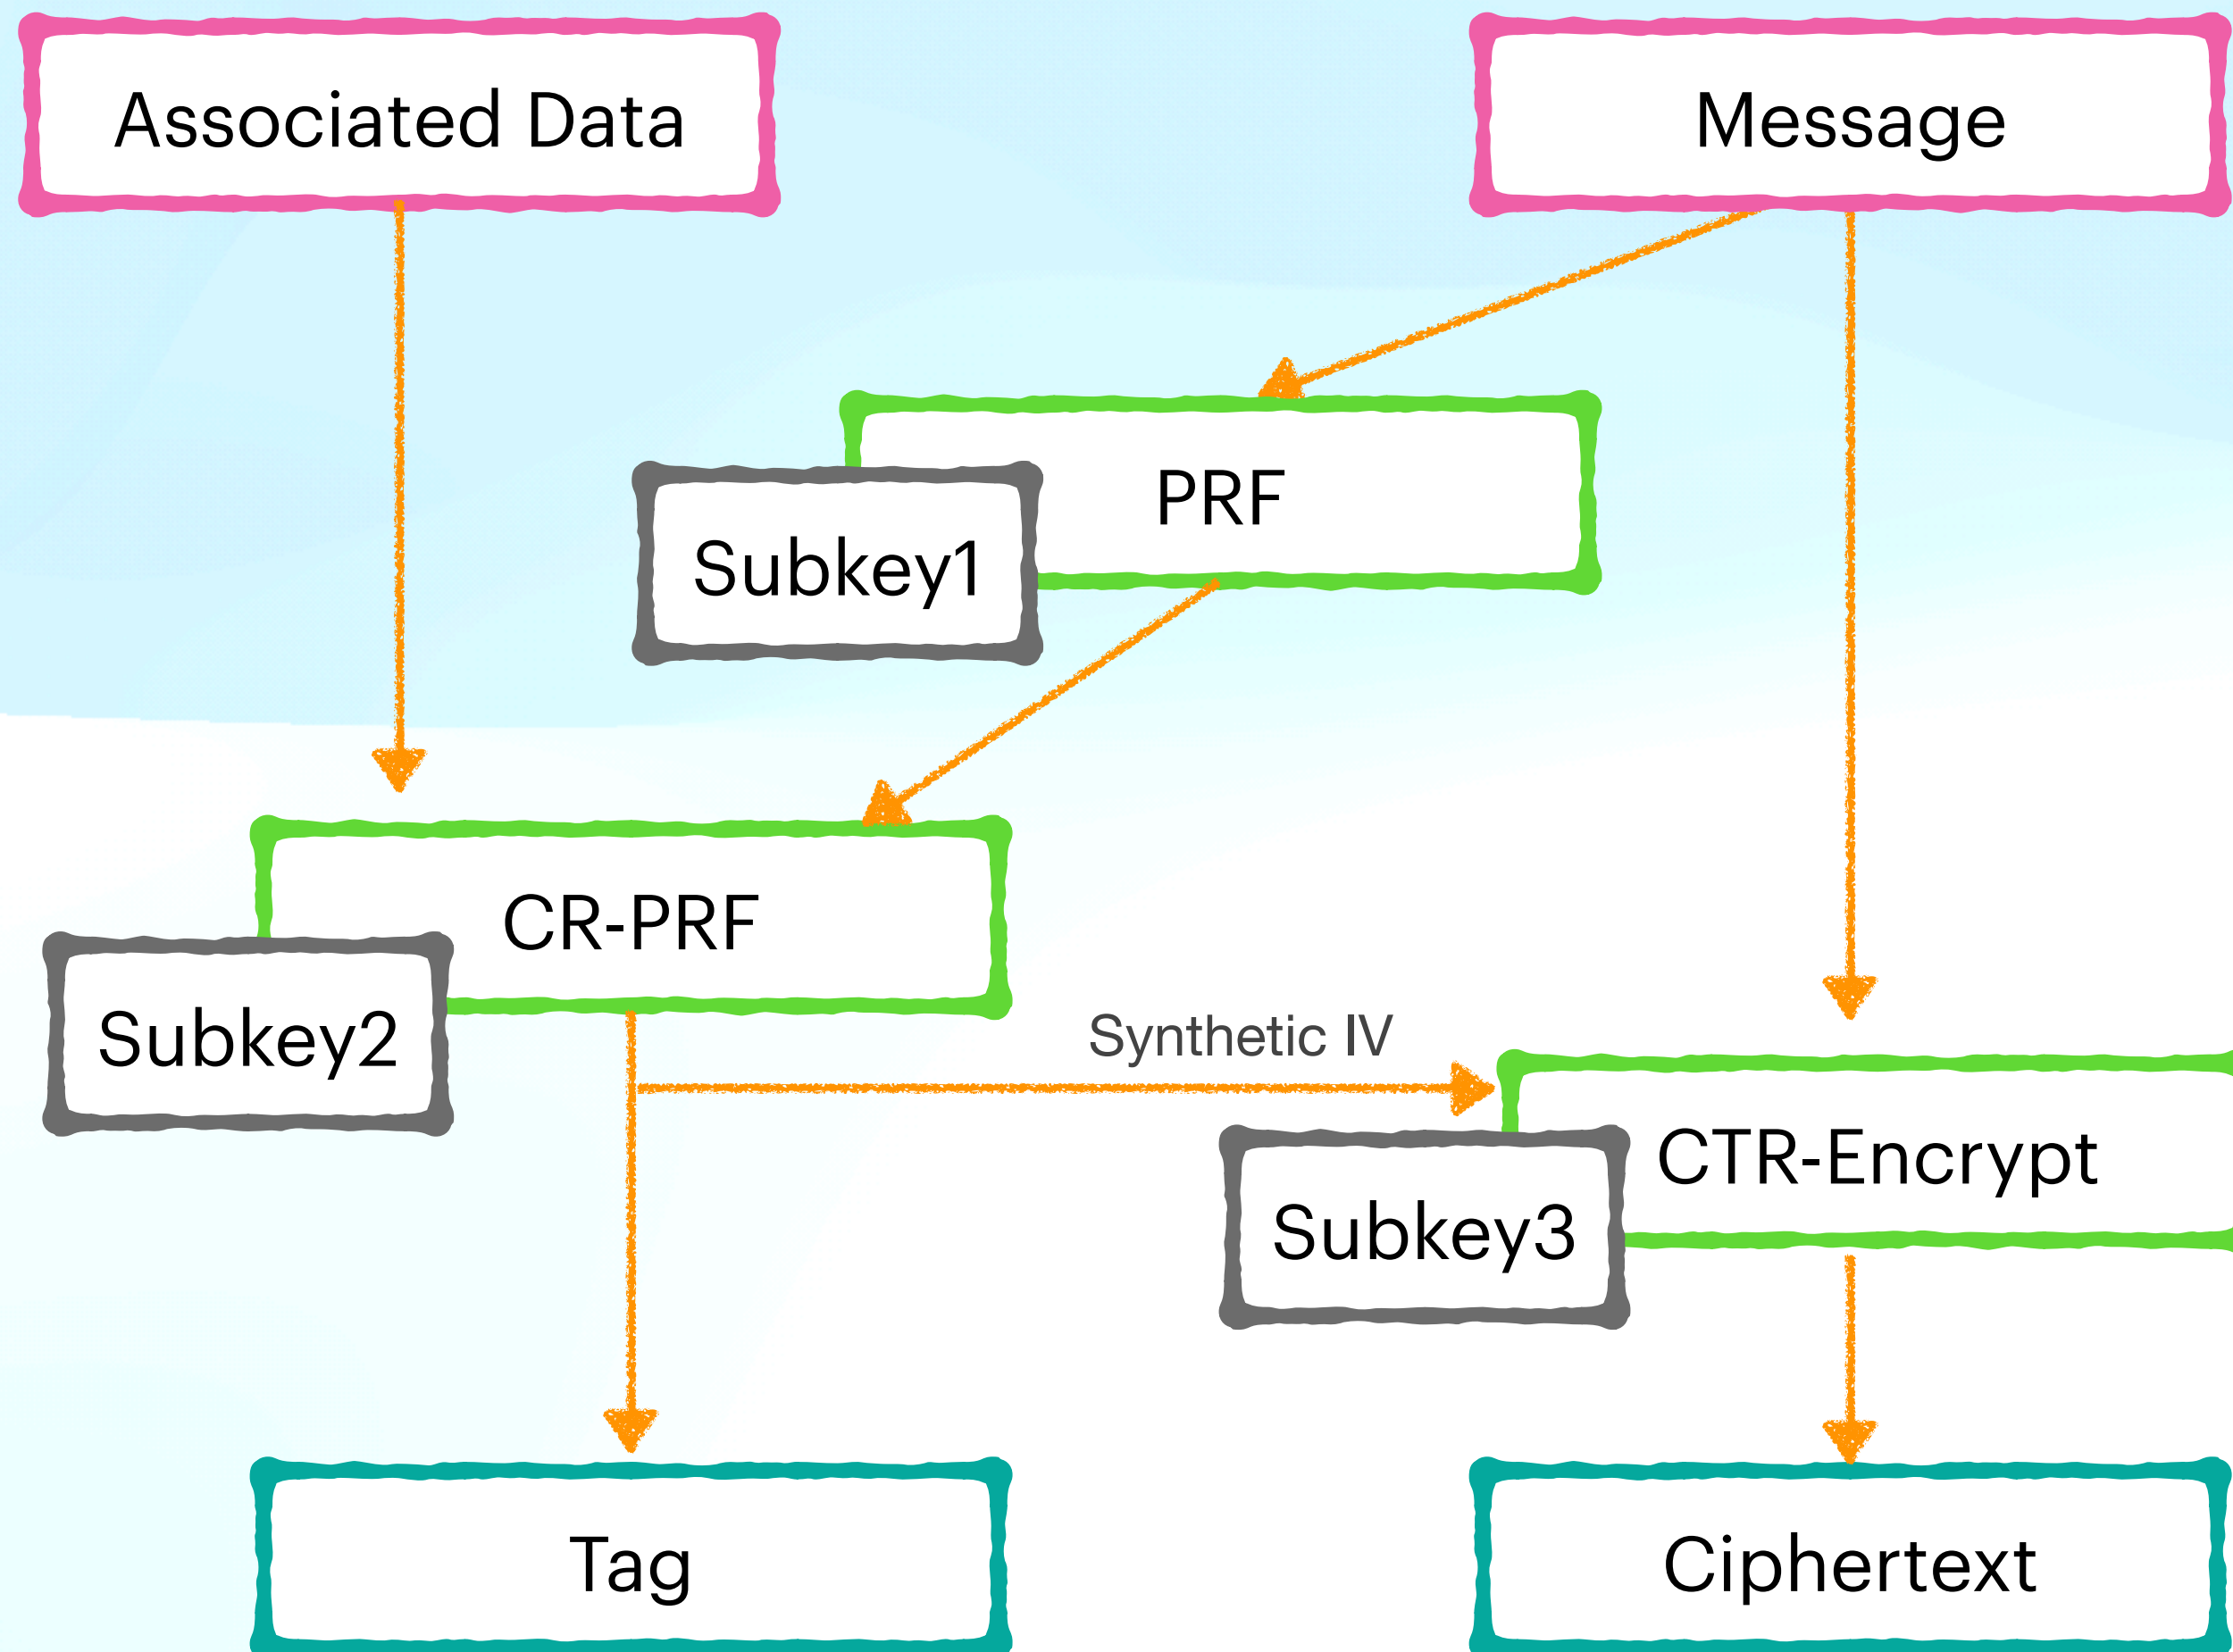 Associated Data
Message
PRF
Subkey1
CR-PRF
Subkey2
Synthetic IV
CTR-Encrypt
Subkey3
Tag
Ciphertext